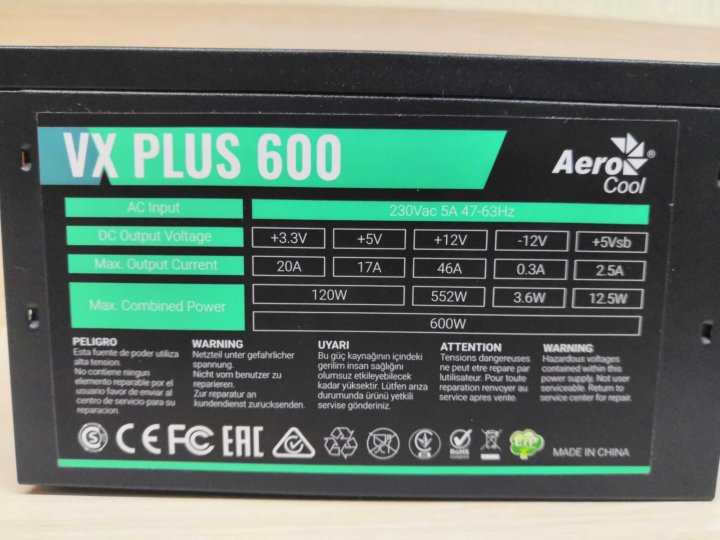 VX PLUS 600
Aero
Cool
®
AC Input 230Vac 5A 47-63Hz
DC Output Voltage +3.3V +5V +12V -12V +5Vsb
Max. Output Current 20A 17A 46A 0.3A 2.5A
Max. Combined Power 120W 552W 3.6W 12.5W
600W
PELIGRO
Esta fuente de poder utiliza
alta tension.
No contiene ningun
elemento reparable por el
usuario favor de enviar al
centro de servicio para su
reparacion.
WARNING
Netzteil unter gefahrlicher
spannung.
Nicht vom benutzer zu
reparieren.
Zur reparatur an
kundendienst zurucksenden.
UYARI
Bu güç kaynağının içindeki
gerilim insan sağlığını
olumsuz etkileyebilecek
kadar yüksektir. Lütfen arıza
durumunda ürünü yetkili
servise gönderiniz.
ATTENTION
Tensions dangereuses
ne peut etre repare par
l'utilisateur. Pour toute
reparation renvoyer au
service apres vente.
WARNING
Hazardous voltages
contained within this
power supply. Not user
serviceable. Return to
service center for repair.
S CE FC EAC RoHS ErP MADE IN CHINA